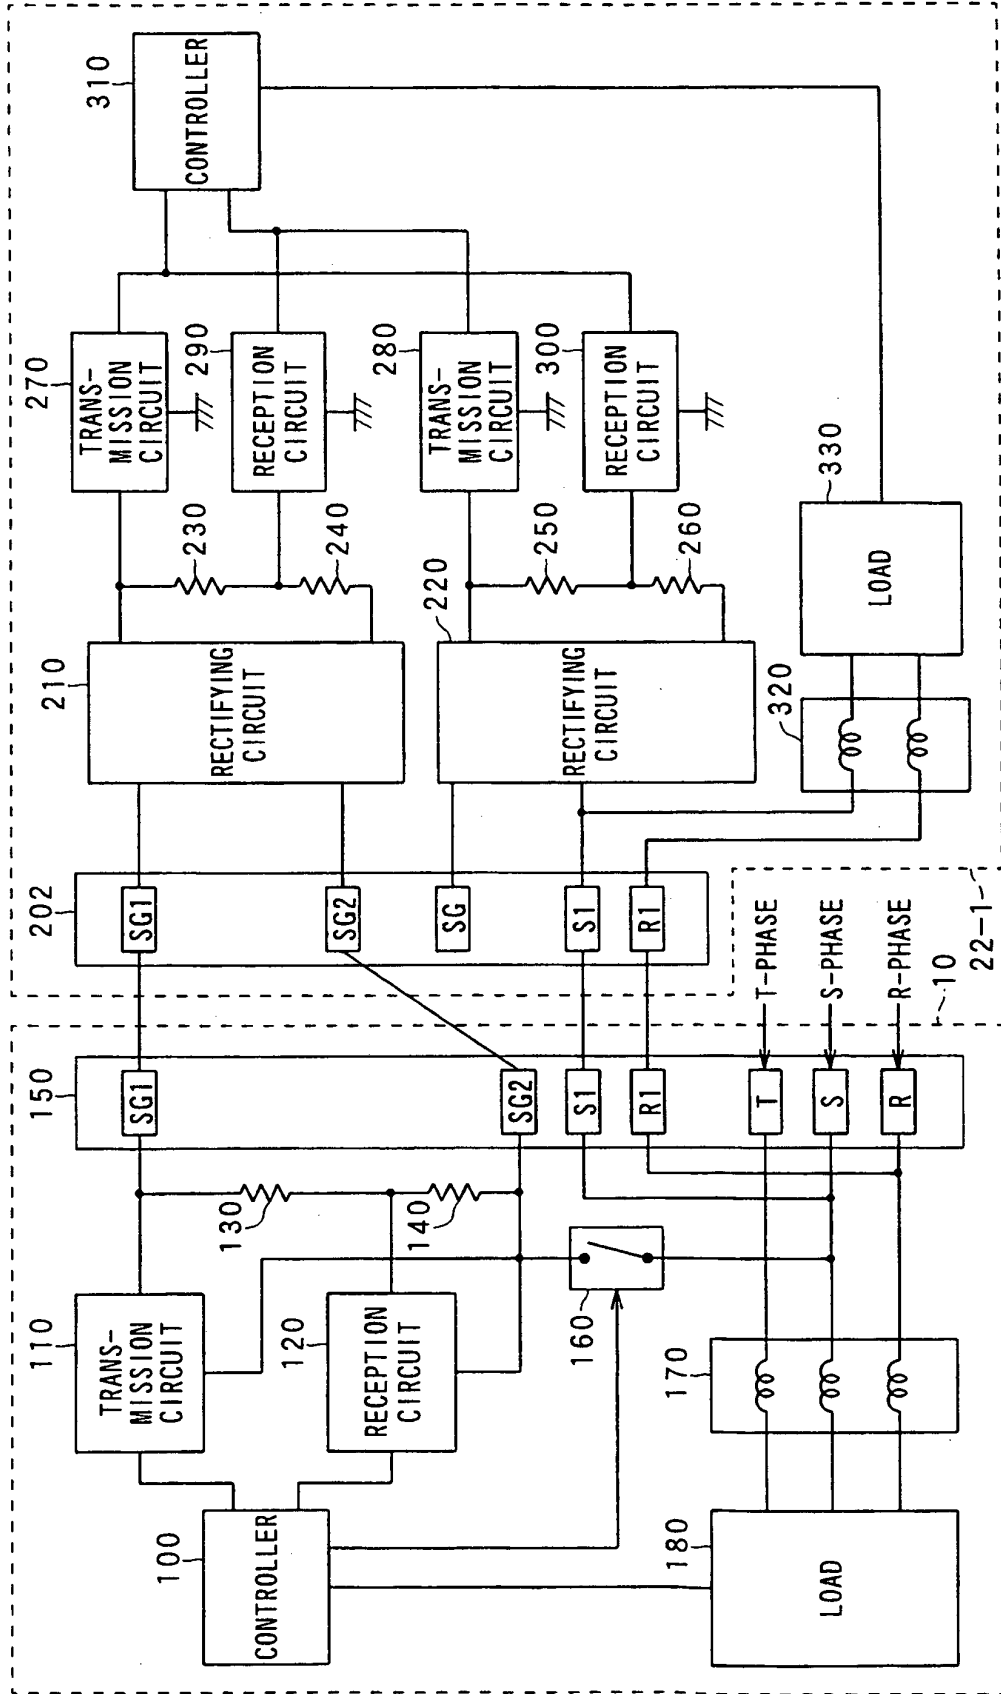 310
CONTROLLER
270
TRANS-
MISSION
CIRCUIT
290
RECEPTION
CIRCUIT
280
TRANS-
MISSION
CIRCUIT
300
RECEPTION
CIRCUIT
230
240
250
260
330
LOAD
210
RECTIFYING
CIRCUIT
220
RECTIFYING
CIRCUIT
320
202
SG1
SG2
SG
S1
R1
22-1
10
T-PHASE
S-PHASE
R-PHASE
150
SG1
SG2
S1
R1
T
S
R
130
140
110
TRANS-
MISSION
CIRCUIT
120
RECEPTION
CIRCUIT
160
170
100
CONTROLLER
180
LOAD